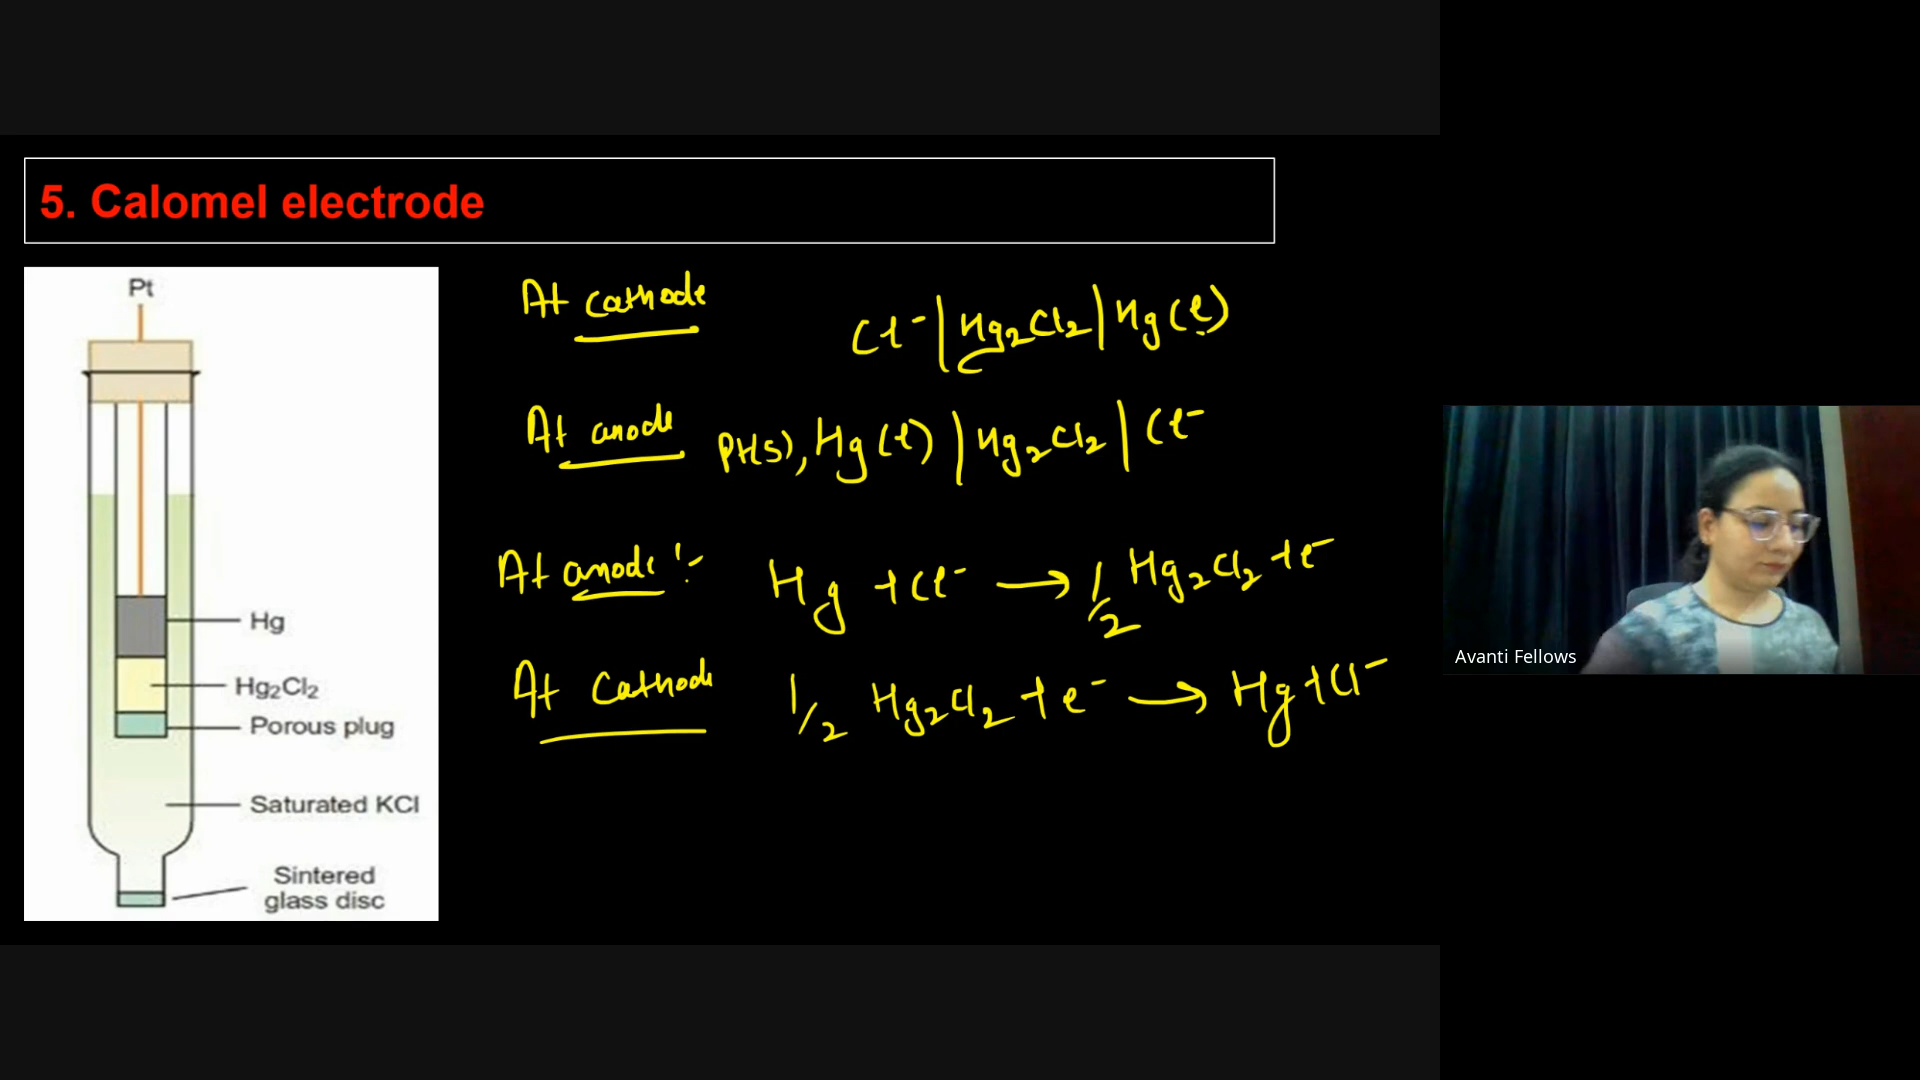 5. Calomel electrode
Pt
Hg
Hg₂Cl₂
Porous plug
Saturated KCl
Sintered
glass disc
At cathode Cl⁻ | Hg₂Cl₂ | Hg(l)
At anode Pt(s), Hg(l) | Hg₂Cl₂ | Cl⁻
At anode :- Hg + Cl⁻ → 1/2 Hg₂Cl₂ + e⁻
At Cathode 1/2 Hg₂Cl₂ + e⁻ → Hg + Cl⁻
Avanti Fellows